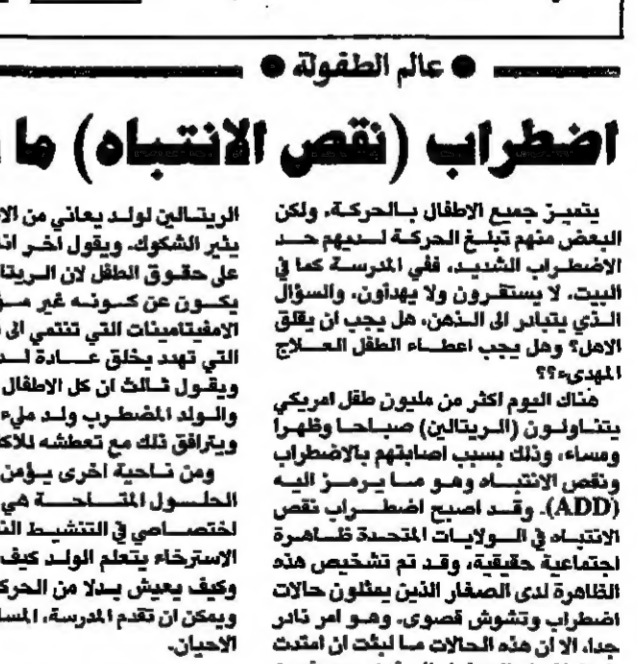 عالم الطفولة
اضطراب (نقص الانتباه) ما
يتميز جميع الاطفال بالحركة، ولكن
البعض منهم تبلغ الحركة لديهم حد
الاضطراب الشديد، ففي المدرسة كما في
البيت، لا يستقرون ولا يهدأون، والسؤال
الذي يتبادر الى الذهن، هل يجب ان يقلق
الاهل؟ وهل يجب اعطاء الطفل العلاج
المهدىء؟؟
هناك اليوم اكثر من مليون طفل امريكي
يتناولون (الريتالين) صباحا وظهرا
ومساء، وذلك بسبب اصابتهم بالاضطراب
ونقص الانتباه وهو ما يرمز اليه
(ADD). وقد اصبح اضطراب نقص
الانتباه في الولايات المتحدة ظاهرة
اجتماعية حقيقية، وقد تم تشخيص هذه
الظاهرة لدى الصغار الذين يمثلون حالات
اضطراب وتشوش قصوى. وهو امر نادر
جدا، الا ان هذه الحالات ما لبثت ان امتدت
الريتالين لولد يعاني من
يثير الشكوك. ويقول اخر
على حقوق الطفل لان
يكون عن كونه غير
الامفيتامينات التي تنتمي الى
التي تهدد بخلق عادة
ويقول ثالث ان كل الاطفال
والولد المضطرب ولد مليء
ويترافق ذلك مع تعطشه
ومن ناحية اخرى يؤمن
الحلول المتاحة هي
اختصاصي في التنشيط
الاسترخاء يتعلم الولد كيف
وكيف يعيش بدلا من
ويمكن ان تقدم المدرسة،
الاحيان.